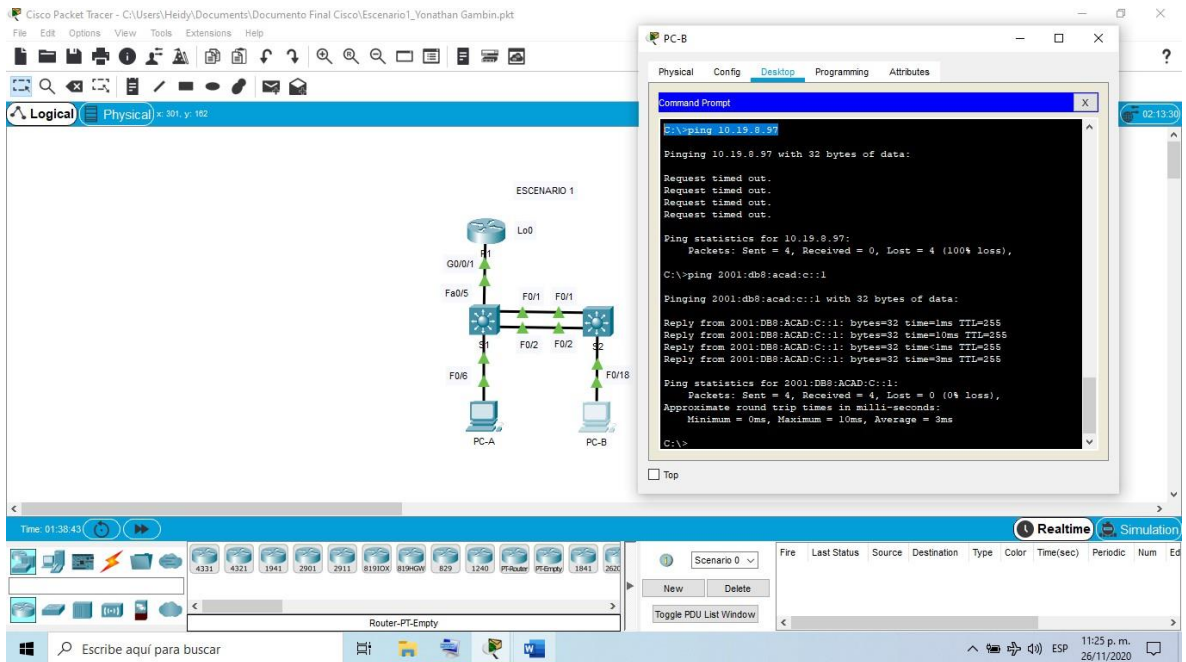 Cisco Packet Tracer - C:\Users\Heidy\Documents\Documento Final Cisco\Escenario1_Yonathan Gambin.pkt
File Edit Options View Tools Extensions Help
?
Logical
Physical x: 301, y: 162
02:13:30
ESCENARIO 1
Lo0
R1
G0/0/1
Fa0/5
F0/1 F0/1
S1
F0/2 F0/2
S2
F0/6
F0/18
PC-A
PC-B
PC-B
Physical Config Desktop Programming Attributes
Command Prompt
X
C:\>ping 10.19.8.97
Pinging 10.19.8.97 with 32 bytes of data:
Request timed out.
Request timed out.
Request timed out.
Request timed out.
Ping statistics for 10.19.8.97:
Packets: Sent = 4, Received = 0, Lost = 4 (100% loss),
C:\>ping 2001:db8:acad:c::1
Pinging 2001:db8:acad:c::1 with 32 bytes of data:
Reply from 2001:DB8:ACAD:C::1: bytes=32 time=1ms TTL=255
Reply from 2001:DB8:ACAD:C::1: bytes=32 time=10ms TTL=255
Reply from 2001:DB8:ACAD:C::1: bytes=32 time<1ms TTL=255
Reply from 2001:DB8:ACAD:C::1: bytes=32 time=3ms TTL=255
Ping statistics for 2001:DB8:ACAD:C::1:
Packets: Sent = 4, Received = 4, Lost = 0 (0% loss),
Approximate round trip times in milli-seconds:
Minimum = 0ms, Maximum = 10ms, Average = 3ms
C:\>
Top
Time: 01:38:43
Realtime
Simulation
4331 4321 1941 2901 2911 819IOX 819HGW 829 1240 PT-Router PT-Empty 1841 2620
Router-PT-Empty
Scenario 0
New Delete
Toggle PDU List Window
Fire Last Status Source Destination Type Color Time(sec) Periodic Num Ed
Escribe aquí para buscar
ESP
11:25 p. m.
26/11/2020